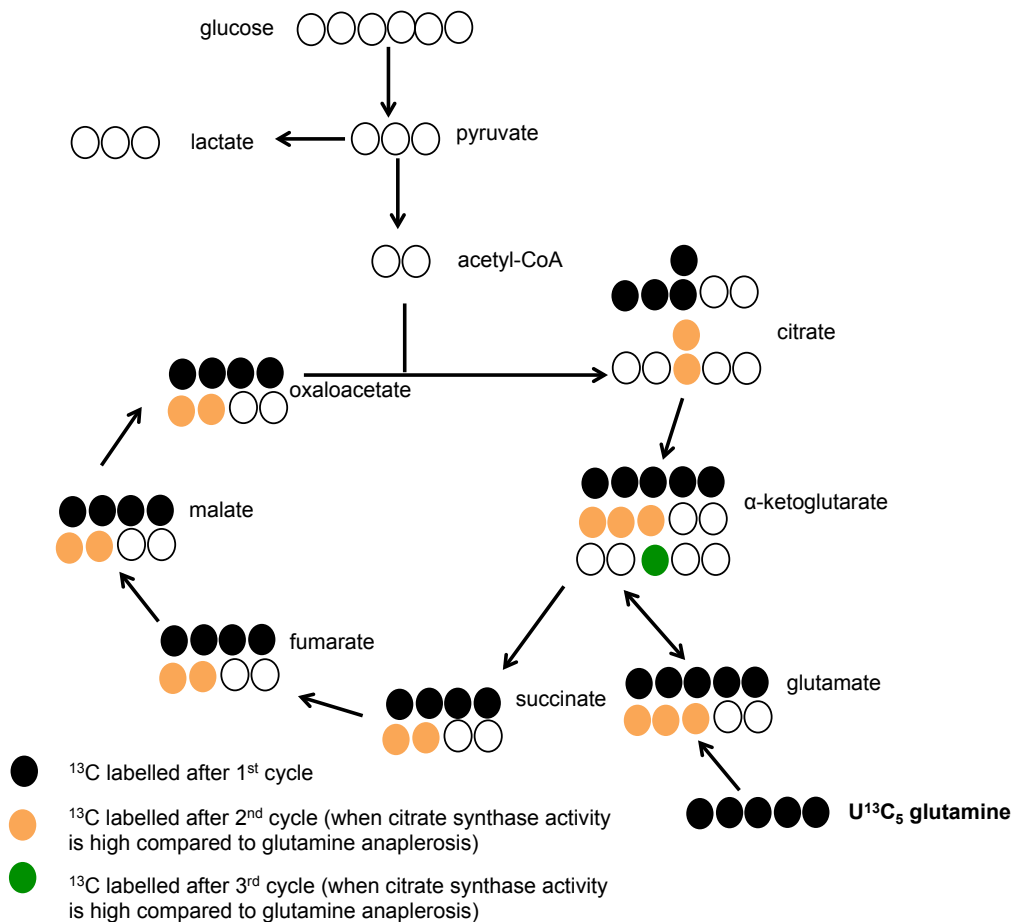 glucose
lactate
pyruvate
acetyl-CoA
citrate
oxaloacetate
α-ketoglutarate
malate
fumarate
succinate
glutamate
¹³C labelled after 1ˢᵗ cycle
¹³C labelled after 2ⁿᵈ cycle (when citrate synthase activity
is high compared to glutamine anaplerosis)
U¹³C₅ glutamine
¹³C labelled after 3ʳᵈ cycle (when citrate synthase activity
is high compared to glutamine anaplerosis)